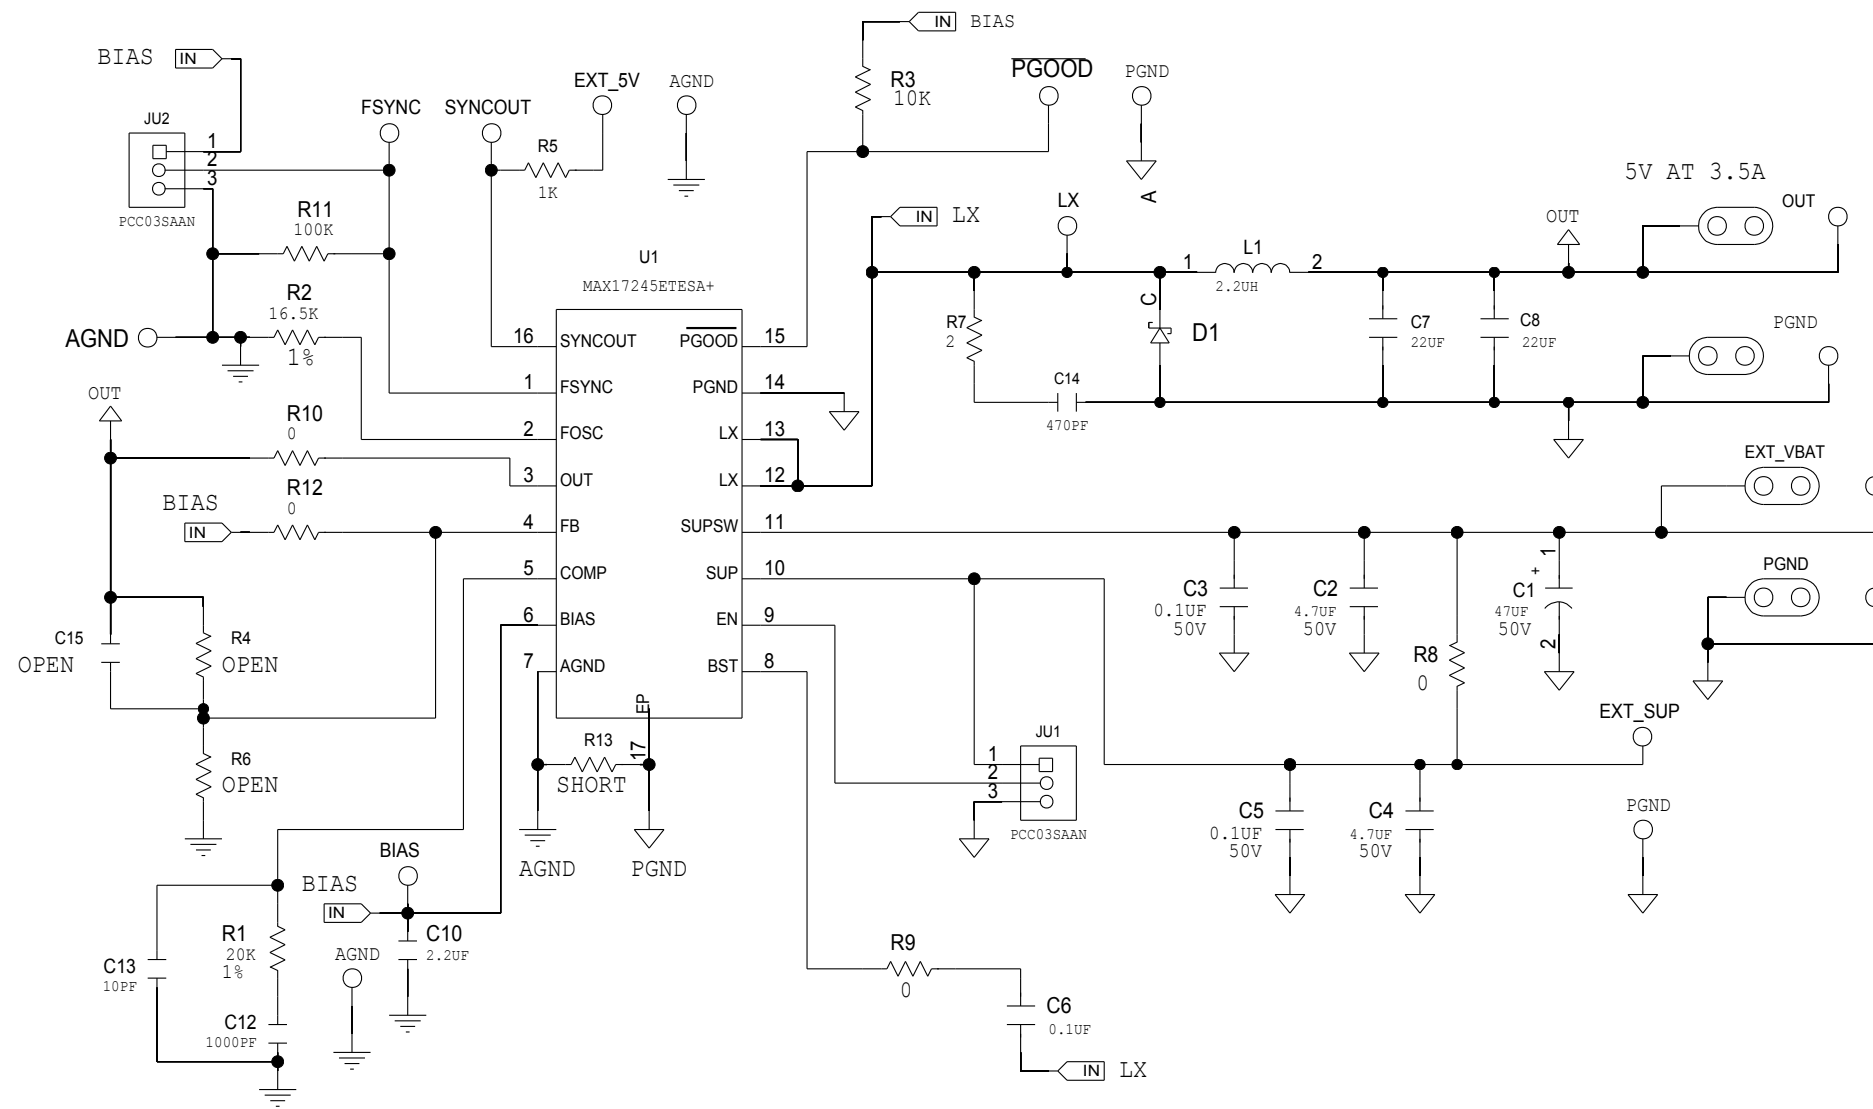 BIAS IN
JU2
1
2
3
PCC03SAAN
FSYNC
SYNCOUT
EXT_5V
AGND
R5
1K
R11
100K
R2
16.5K
1%
AGND
IN BIAS
R3
10K
PGOOD
PGND
A
IN LX
LX
5V AT 3.5A
OUT
OUT
1 L1 2
2.2UH
C
D1
R7
2
C14
470PF
C7
22UF
C8
22UF
PGND
U1
MAX17245ETESA+
16 SYNCOUT
1 FSYNC
2 FOSC
3 OUT
4 FB
5 COMP
6 BIAS
7 AGND
PGOOD 15
PGND 14
LX 13
LX 12
SUPSW 11
SUP 10
EN 9
BST 8
EP
17
OUT
R10
0
R12
0
BIAS
IN
C15
OPEN
R4
OPEN
R6
OPEN
R13
SHORT
AGND
PGND
EXT_VBAT
PGND
C3
0.1UF
50V
C2
4.7UF
50V
R8
0
+ 1
C1
47UF
50V
2
EXT_SUP
JU1
1
2
3
PCC03SAAN
C5
0.1UF
50V
C4
4.7UF
50V
PGND
BIAS
BIAS
IN
C10
2.2UF
AGND
R1
20K
1%
C13
10PF
C12
1000PF
R9
0
C6
0.1UF
IN LX